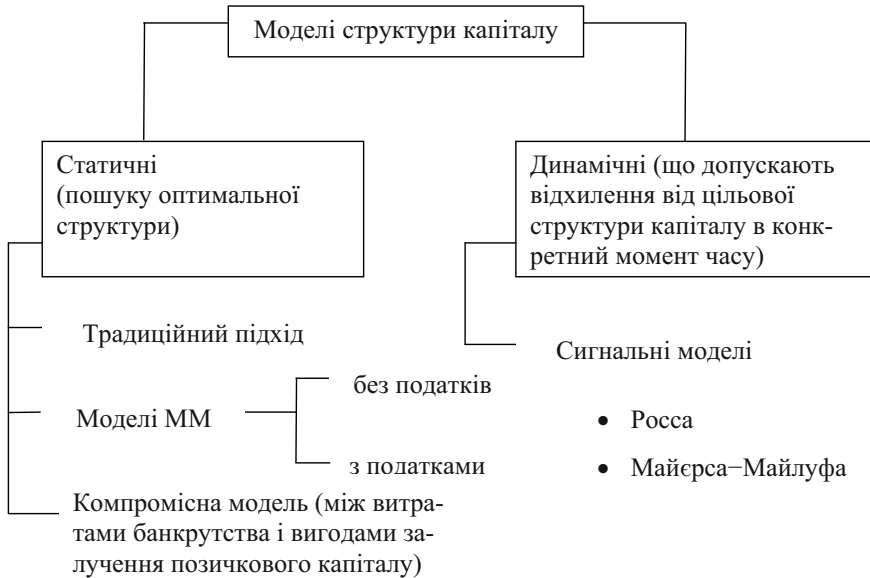 Моделі структури капіталу
Статичні
(пошуку оптимальної
структури)
Традиційний підхід
Моделі ММ
без податків
з податками
Компромісна модель (між витра-
тами банкрутства і вигодами за-
лучення позичкового капіталу)
Динамічні (що допускають
відхилення від цільової
структури капіталу в конк-
ретний момент часу)
Сигнальні моделі
• Росса
• Майєрса−Майлуфа